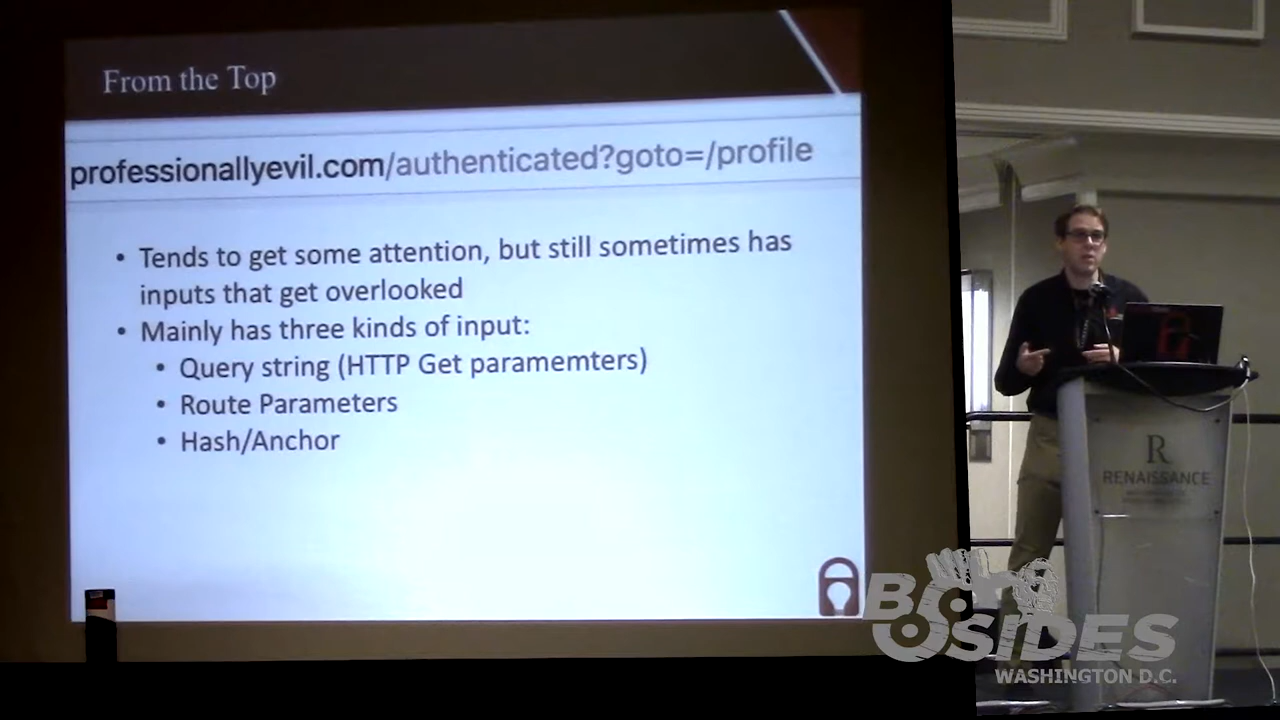 From the Top
professionallyevil.com/authenticated?goto=/profile
• Tends to get some attention, but still sometimes has
inputs that get overlooked
• Mainly has three kinds of input:
• Query string (HTTP Get paramemters)
• Route Parameters
• Hash/Anchor
R
RENAISSANCE
BSIDES
WASHINGTON D.C.